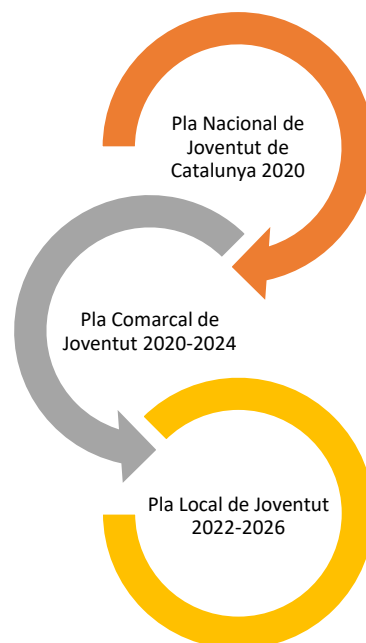 Pla Nacional de
Joventut de
Catalunya 2020
Pla Comarcal de
Joventut 2020-2024
Pla Local de Joventut
2022-2026